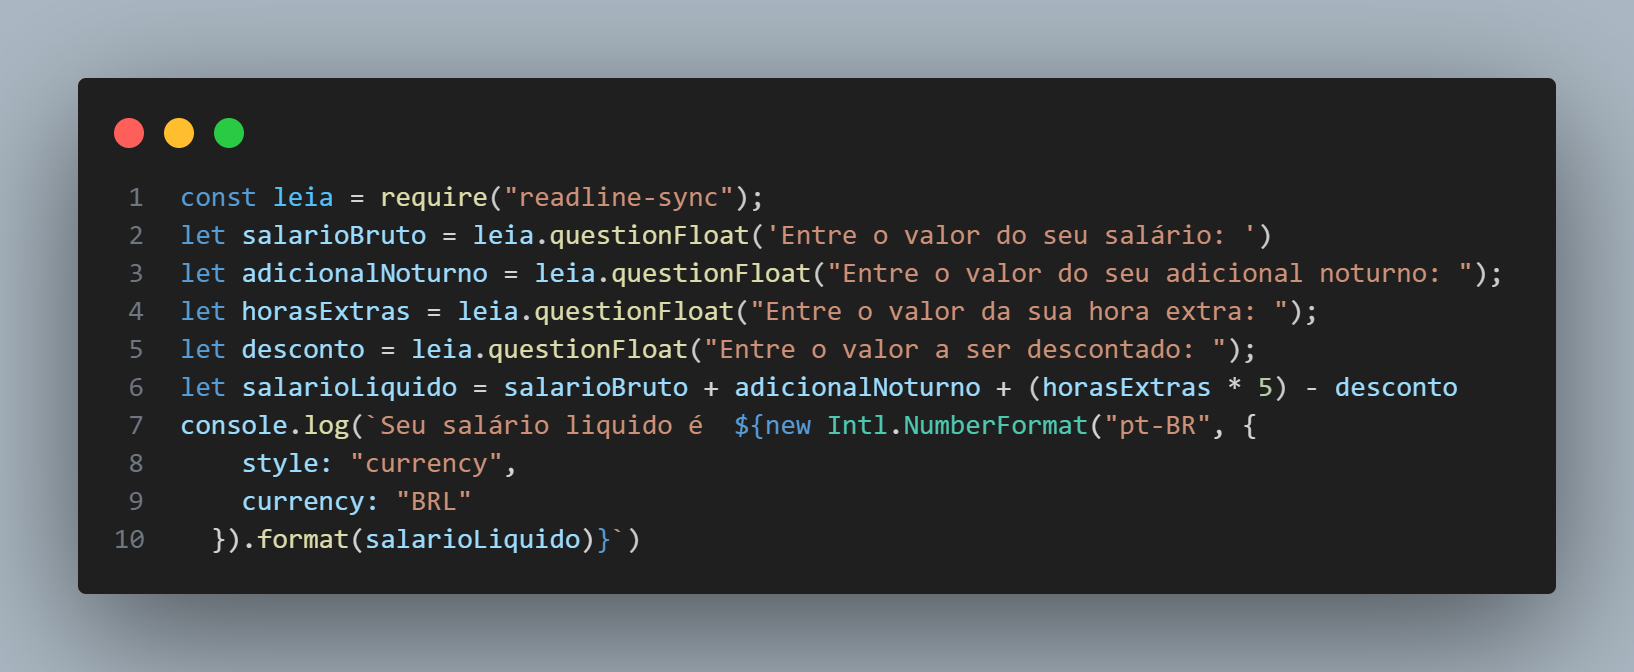 1 const leia = require("readline-sync");
2 let salarioBruto = leia.questionFloat('Entre o valor do seu salário: ')
3 let adicionalNoturno = leia.questionFloat("Entre o valor do seu adicional noturno: ");
4 let horasExtras = leia.questionFloat("Entre o valor da sua hora extra: ");
5 let desconto = leia.questionFloat("Entre o valor a ser descontado: ");
6 let salarioLiquido = salarioBruto + adicionalNoturno + (horasExtras * 5) - desconto
7 console.log(`Seu salário liquido é  ${new Intl.NumberFormat("pt-BR", {
8     style: "currency",
9     currency: "BRL"
10   }).format(salarioLiquido)}`)